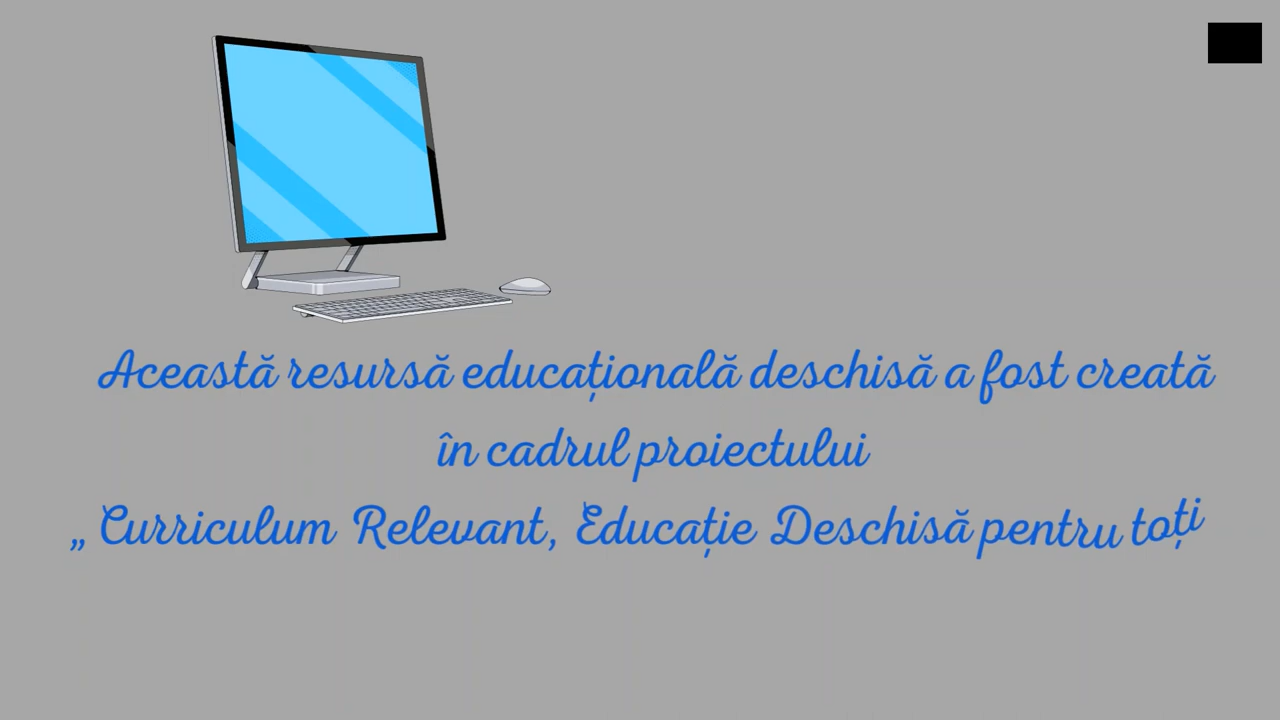 Această resursă educațională deschisă a fost creată
în cadrul proiectului
„ Curriculum Relevant, Educație Deschisă pentru toți